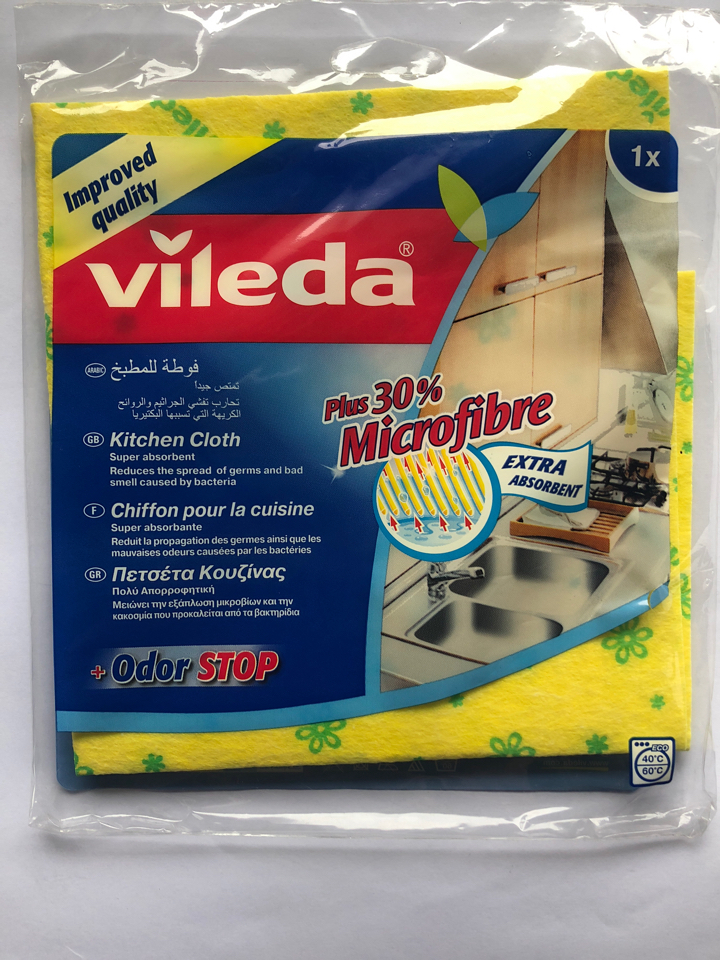 Improved
quality
1x
vileda®
ARABIC فوطة للمطبخ
تمتص جيداً
تحارب تفشي الجراثيم والروائح
الكريهة التي تسببها البكتيريا
GB Kitchen Cloth
Super absorbent
Reduces the spread of germs and bad
smell caused by bacteria
F Chiffon pour la cuisine
Super absorbante
Reduit la propagation des germes ainsi que les
mauvaises odeurs causées par les bactéries
GR Πετσέτα Κουζίνας
Πολύ Απορροφητική
Μειώνει την εξάπλωση μικροβίων και την
κακοσμία που προκαλείται από τα βακτηρίδια
+ Odor STOP
Plus 30%
Microfibre
EXTRA
ABSORBENT
ECO
40°C
60°C